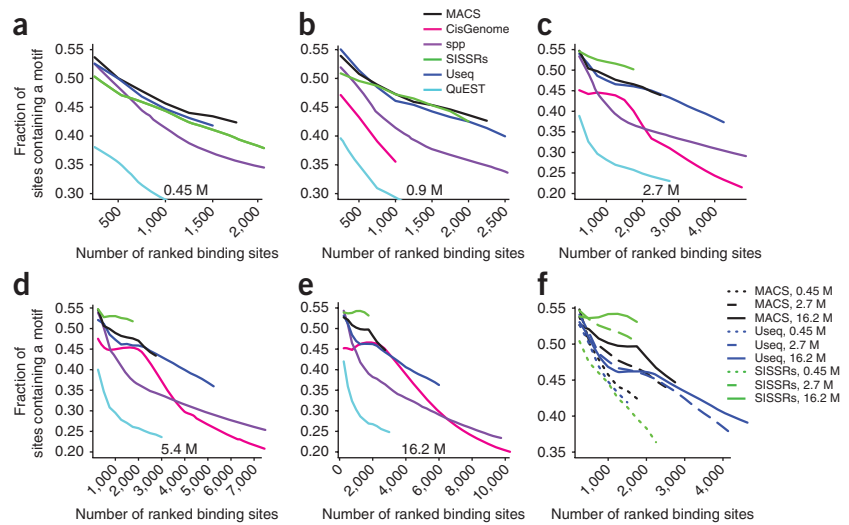 a
0.55
0.50
0.45
0.40
0.35
0.30
Fraction of
sites containing a motif
0.45 M
500
1,000
1,500
2,000
Number of ranked binding sites
b
MACS
CisGenome
spp
SISSRs
Useq
QuEST
0.55
0.50
0.45
0.40
0.35
0.30
0.9 M
500
1,000
1,500
2,000
2,500
Number of ranked binding sites
c
0.55
0.50
0.45
0.40
0.35
0.30
0.25
0.20
2.7 M
1,000
2,000
3,000
4,000
Number of ranked binding sites
d
0.55
0.50
0.45
0.40
0.35
0.30
0.25
0.20
Fraction of
sites containing a motif
5.4 M
1,000
2,000
3,000
4,000
5,000
6,000
7,000
Number of ranked binding sites
e
0.55
0.50
0.45
0.40
0.35
0.30
0.25
0.20
16.2 M
0
2,000
4,000
6,000
8,000
10,000
Number of ranked binding sites
f
MACS, 0.45 M
MACS, 2.7 M
MACS, 16.2 M
Useq, 0.45 M
Useq, 2.7 M
Useq, 16.2 M
SISSRs, 0.45 M
SISSRs, 2.7 M
SISSRs, 16.2 M
0.55
0.50
0.45
0.40
0.35
1,000
2,000
3,000
4,000
Number of ranked binding sites